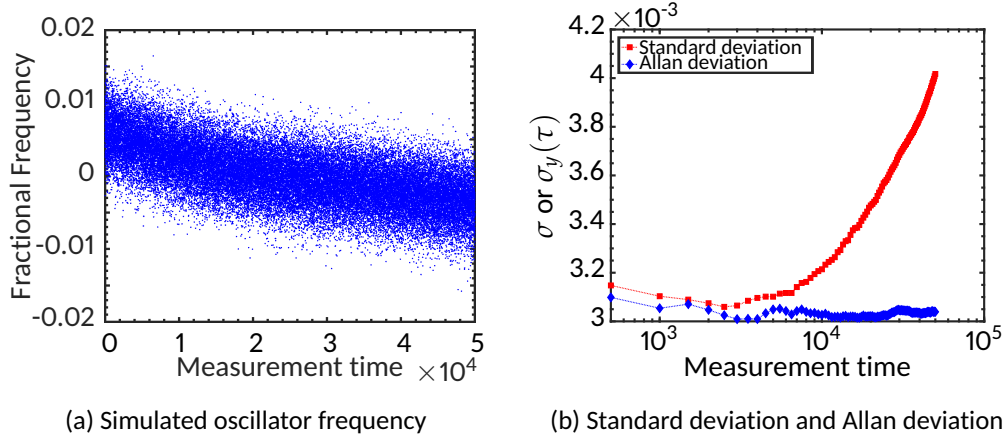 0.02
0.01
0
-0.01
-0.02
Fractional Frequency
0 1 2 3 4 5
Measurement time ×10^4
(a) Simulated oscillator frequency
×10^-3
4.2
4
3.8
3.6
3.4
3.2
3
σ or σ_y(τ)
Standard deviation
Allan deviation
10^3 10^4 10^5
Measurement time
(b) Standard deviation and Allan deviation